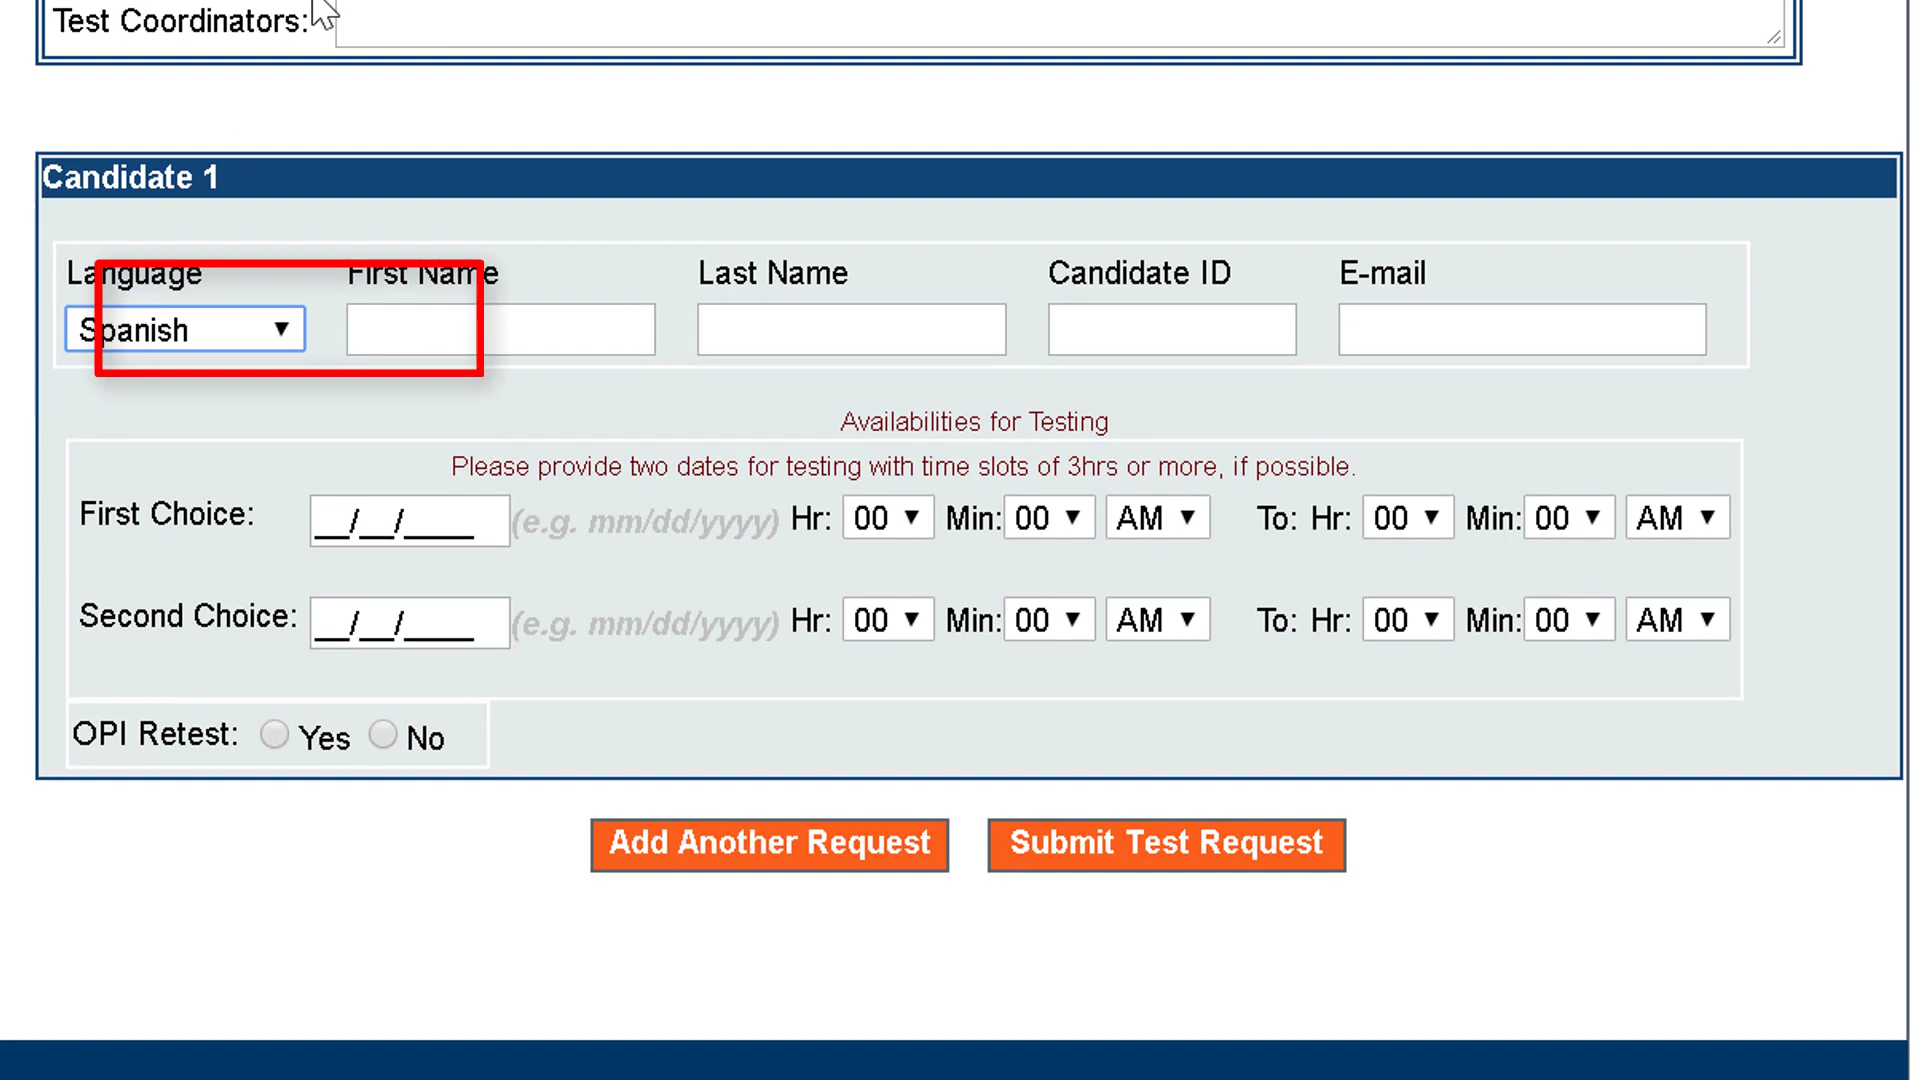 Test Coordinators:
Candidate 1
Language First Name Last Name Candidate ID E-mail
Spanish
Availabilities for Testing
Please provide two dates for testing with time slots of 3hrs or more, if possible.
First Choice: __/__/____ (e.g. mm/dd/yyyy) Hr: 00 Min: 00 AM To: Hr: 00 Min: 00 AM
Second Choice: __/__/____ (e.g. mm/dd/yyyy) Hr: 00 Min: 00 AM To: Hr: 00 Min: 00 AM
OPI Retest: Yes No
Add Another Request Submit Test Request